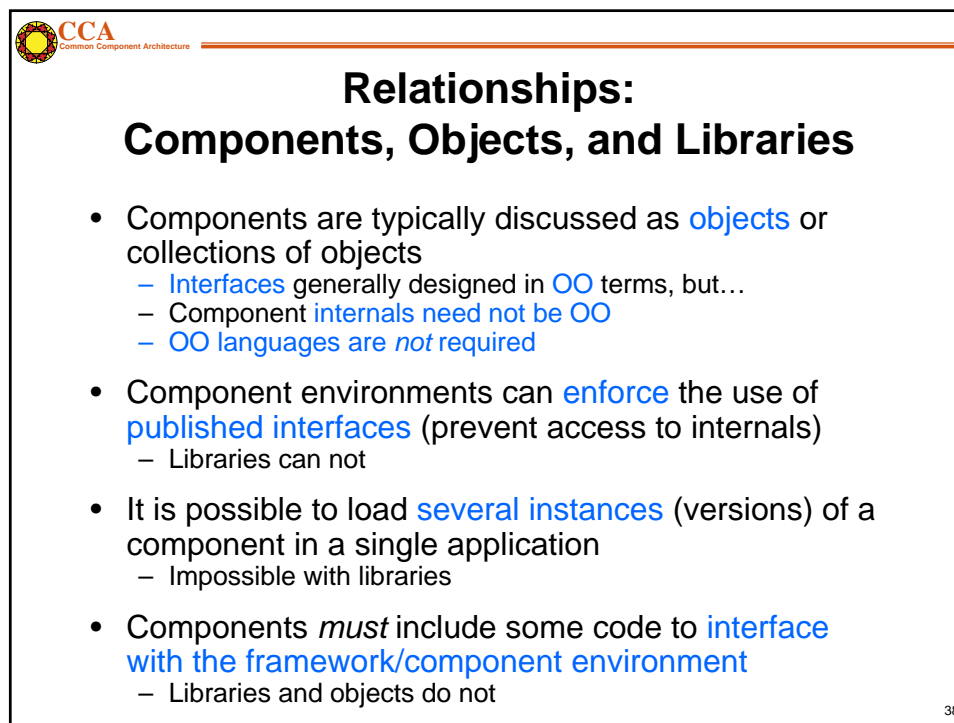 CCA
Common Component Architecture
Relationships:
Components, Objects, and Libraries
• Components are typically discussed as objects or
collections of objects
– Interfaces generally designed in OO terms, but…
– Component internals need not be OO
– OO languages are not required
• Component environments can enforce the use of
published interfaces (prevent access to internals)
– Libraries can not
• It is possible to load several instances (versions) of a
component in a single application
– Impossible with libraries
• Components must include some code to interface
with the framework/component environment
– Libraries and objects do not
38